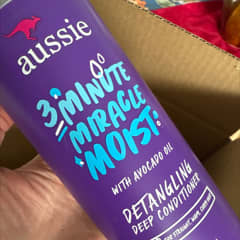 aussie
3 MINUTE
MIRACLE
MOIST
WITH AVOCADO OIL
DETANGLING
DEEP CONDITIONER